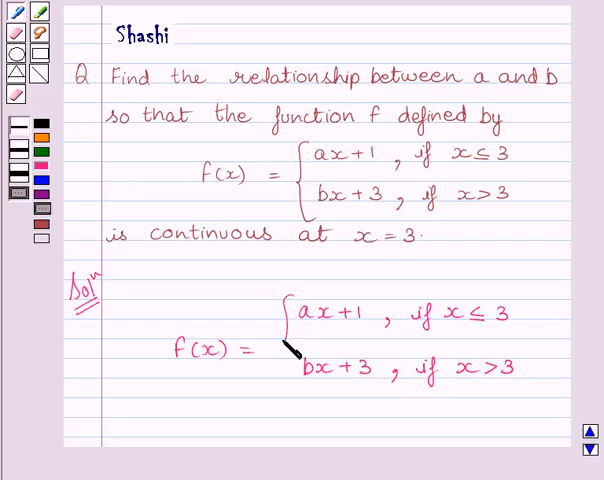 Shashi
Q Find the relationship between a and b
so that the function f defined by
f(x) = { ax+1 , if x ≤ 3
bx+3 , if x>3
is continuous at x = 3.
Solⁿ
f(x) = { ax+1 , if x ≤ 3
bx+3 , if x>3